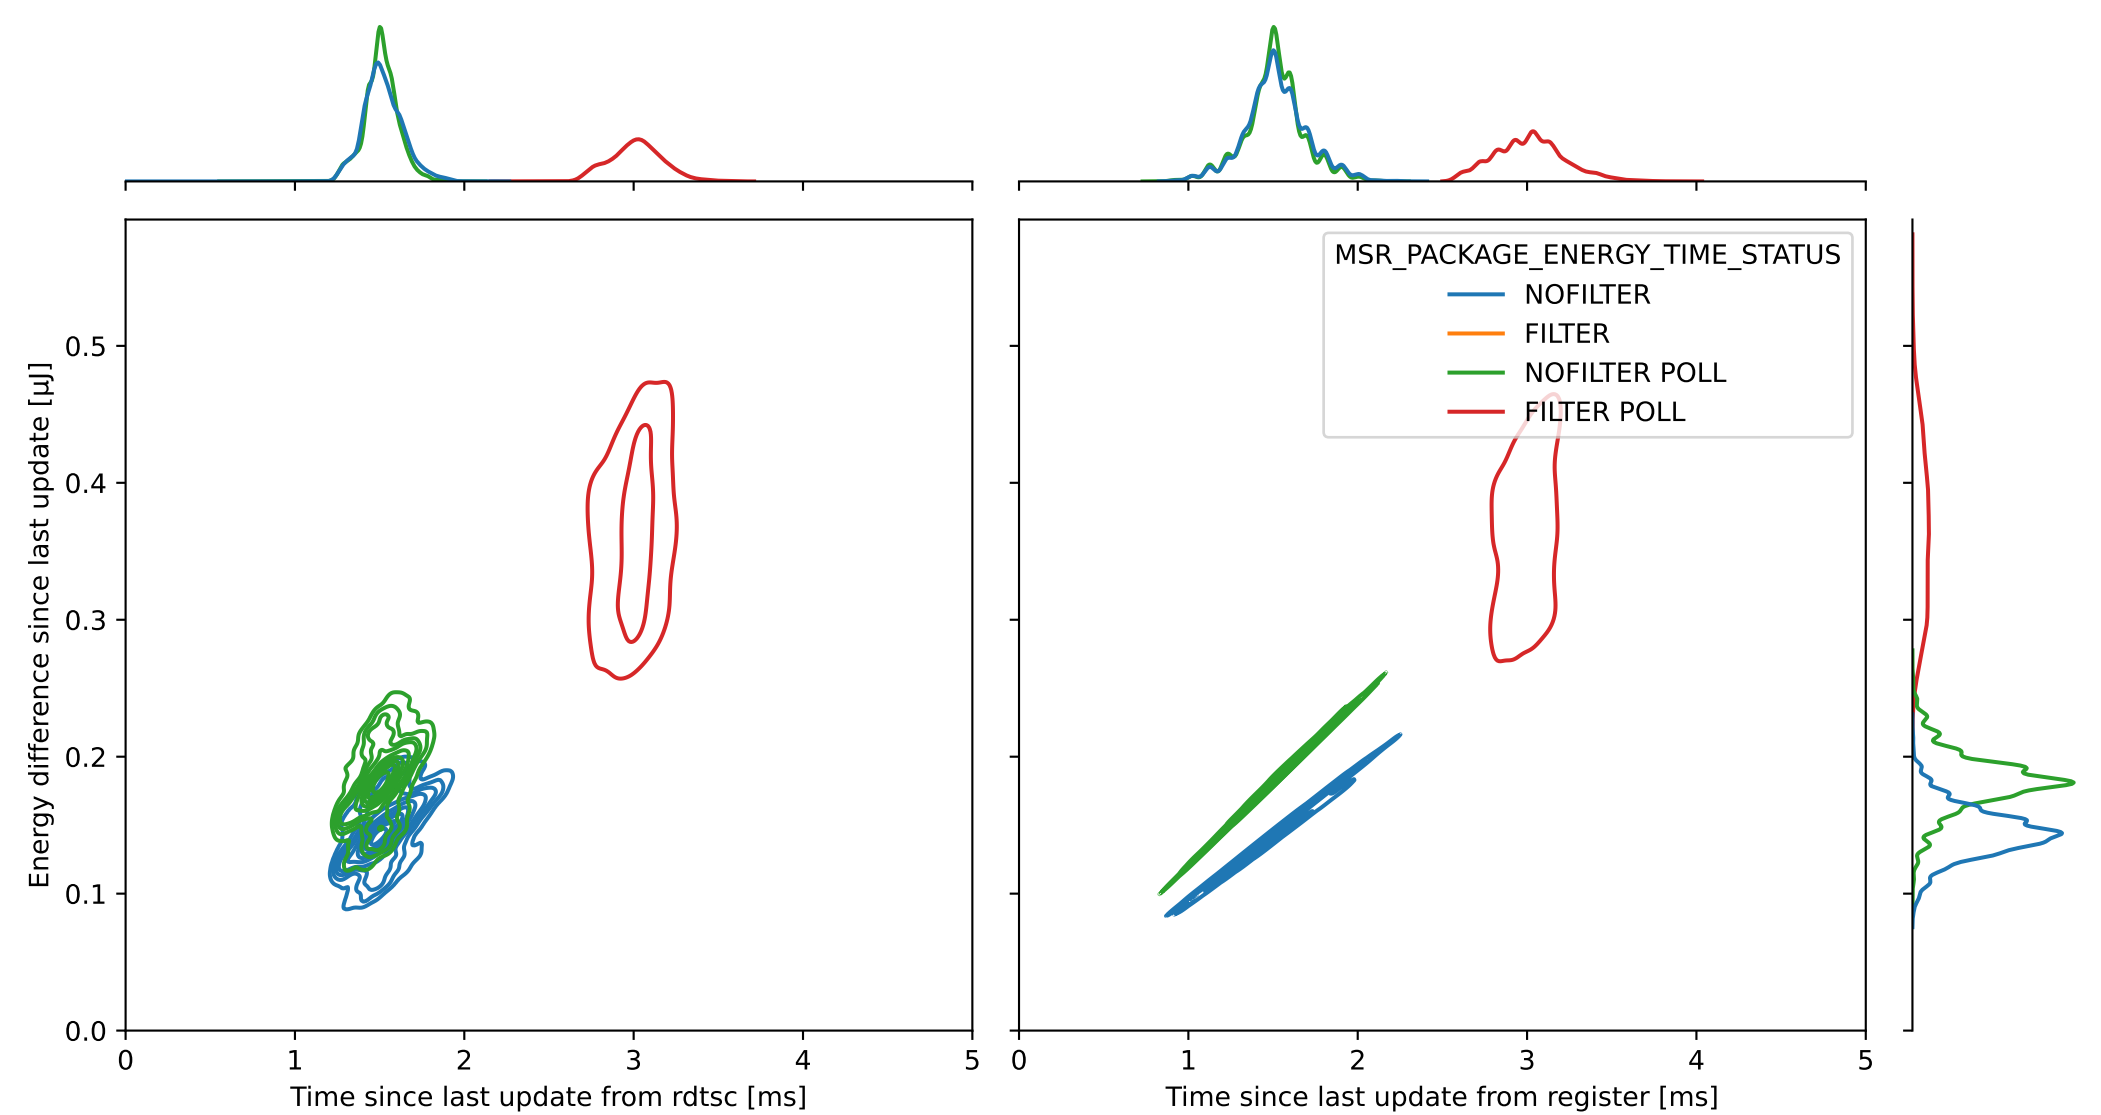 MSR_PACKAGE_ENERGY_TIME_STATUS
NOFILTER
FILTER
NOFILTER POLL
FILTER POLL
Energy difference since last update [µJ]
0.5
0.4
0.3
0.2
0.1
0.0
0 1 2 3 4 5
0 1 2 3 4 5
Time since last update from rdtsc [ms]
Time since last update from register [ms]